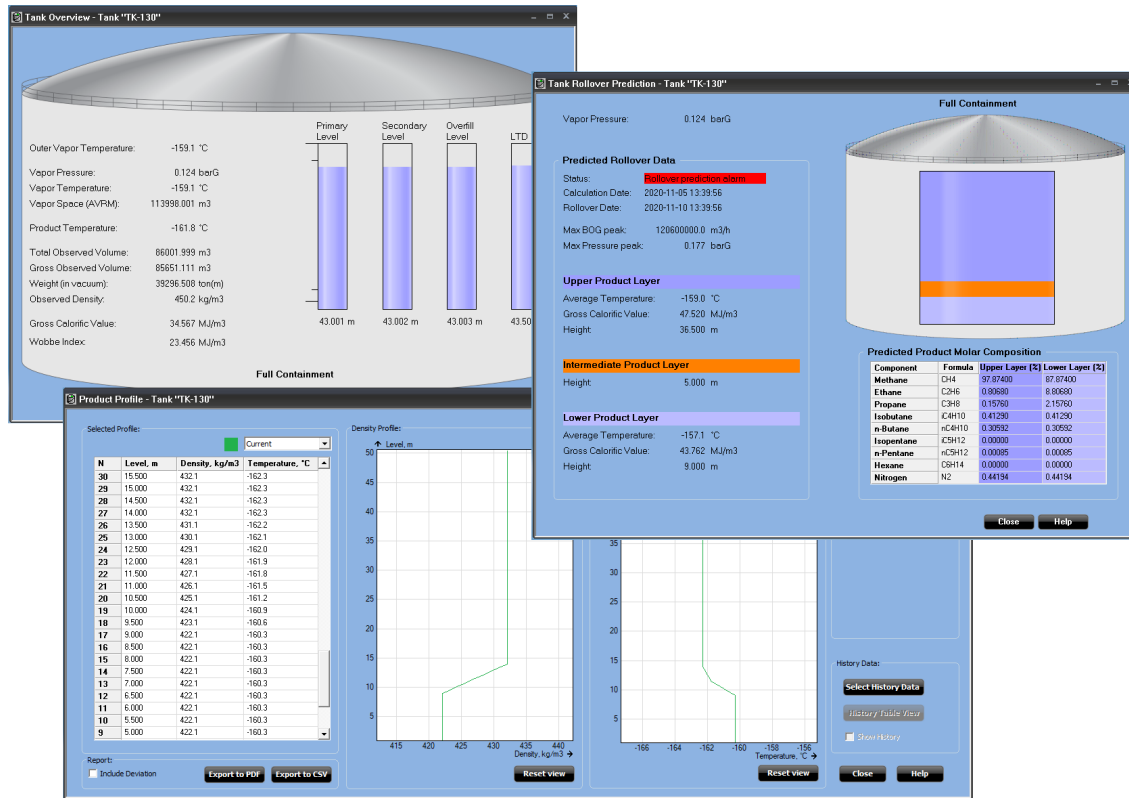 Tank Overview - Tank "TK-130"
Outer Vapor Temperature: -159.1 °C
Vapor Pressure: 0.124 barG
Vapor Temperature: -159.1 °C
Vapor Space (AVRM): 113998.001 m3
Product Temperature: -161.8 °C
Total Observed Volume: 86001.999 m3
Gross Observed Volume: 85651.111 m3
Weight (in vacuum): 39296.508 ton(m)
Observed Density: 450.2 kg/m3
Gross Calorific Value: 34.567 MJ/m3
Wobbe Index: 23.456 MJ/m3
Primary Level Secondary Level Overfill Level LTD
43.001 m 43.002 m 43.003 m 43.50
Full Containment
Tank Rollover Prediction - Tank "TK-130"
Vapor Pressure: 0.124 barG
Predicted Rollover Data
Status: Rollover prediction alarm
Calculation Date: 2020-11-05 13:39:56
Rollover Date: 2020-11-10 13:39:56
Max BOG peak: 120600000.0 m3/h
Max Pressure peak: 0.177 barG
Upper Product Layer
Average Temperature: -159.0 °C
Gross Calorific Value: 47.520 MJ/m3
Height: 36.500 m
Intermediate Product Layer
Height: 5.000 m
Lower Product Layer
Average Temperature: -157.1 °C
Gross Calorific Value: 43.762 MJ/m3
Height: 9.000 m
Full Containment
Predicted Product Molar Composition
Component Formula Upper Layer (%) Lower Layer (%)
Methane CH4 97.87400 87.87400
Ethane C2H6 0.80680 8.80680
Propane C3H8 0.15760 2.15760
Isobutane iC4H10 0.41290 0.41290
n-Butane nC4H10 0.30592 0.30592
Isopentane iC5H12 0.00000 0.00000
n-Pentane nC5H12 0.00085 0.00085
Hexane C6H14 0.00000 0.00000
Nitrogen N2 0.44194 0.44194
Close Help
Product Profile - Tank "TK-130"
Selected Profile:
Current
N Level, m Density, kg/m3 Temperature, °C
30 15.500 432.1 -162.3
29 15.000 432.1 -162.3
28 14.500 432.1 -162.3
27 14.000 432.1 -162.3
26 13.500 431.1 -162.2
25 13.000 430.1 -162.1
24 12.500 429.1 -162.0
23 12.000 428.1 -161.9
22 11.500 427.1 -161.8
21 11.000 426.1 -161.5
20 10.500 425.1 -161.2
19 10.000 424.1 -160.9
18 9.500 423.1 -160.6
17 9.000 422.1 -160.3
16 8.500 422.1 -160.3
15 8.000 422.1 -160.3
14 7.500 422.1 -160.3
13 7.000 422.1 -160.3
12 6.500 422.1 -160.3
11 6.000 422.1 -160.3
10 5.500 422.1 -160.3
9 5.000 422.1 -160.3
Report:
Include Deviation Export to PDF Export to CSV
Density Profile:
Level, m
50
45
40
35
30
25
20
15
10
5
415 420 425 430 435 440
Density, kg/m3
Reset view
35
30
25
20
15
10
5
-166 -164 -162 -160 -158 -156
Temperature, °C
Reset view
History Data:
Select History Data
History Table View
Show History
Close Help